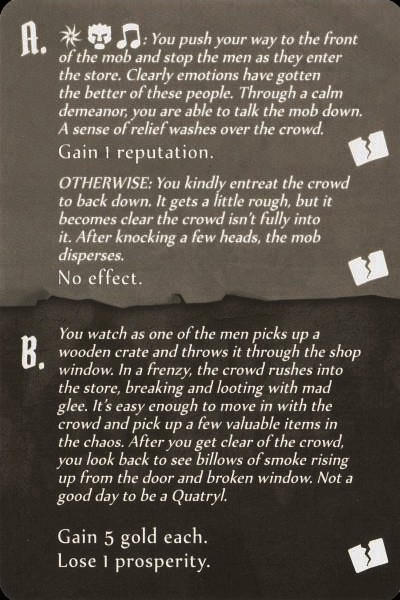 A.
: You push your way to the front
of the mob and stop the men as they enter
the store. Clearly emotions have gotten
the better of these people. Through a calm
demeanor, you are able to talk the mob down.
A sense of relief washes over the crowd.
Gain 1 reputation.
OTHERWISE: You kindly entreat the crowd
to back down. It gets a little rough, but it
becomes clear the crowd isn't fully into
it. After knocking a few heads, the mob
disperses.
No effect.
B.
You watch as one of the men picks up a
wooden crate and throws it through the shop
window. In a frenzy, the crowd rushes into
the store, breaking and looting with mad
glee. It's easy enough to move in with the
crowd and pick up a few valuable items in
the chaos. After you get clear of the crowd,
you look back to see billows of smoke rising
up from the door and broken window. Not a
good day to be a Quatryl.
Gain 5 gold each.
Lose 1 prosperity.